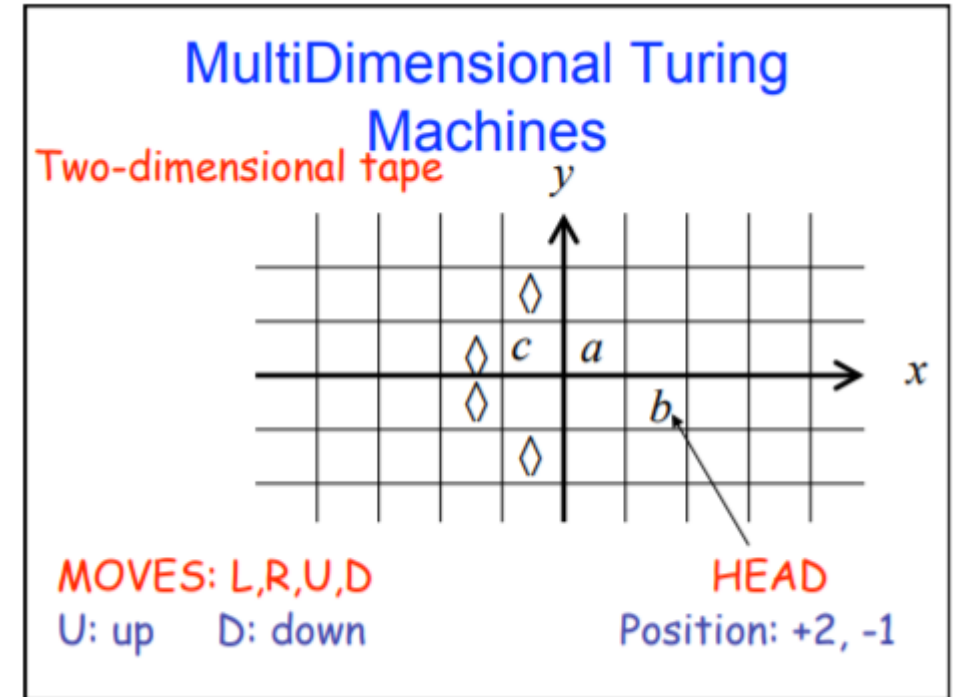 MultiDimensional Turing
Machines
Two-dimensional tape
y
◊
◊ c a
x
◊ b
◊
MOVES: L,R,U,D
HEAD
U: up D: down
Position: +2, -1